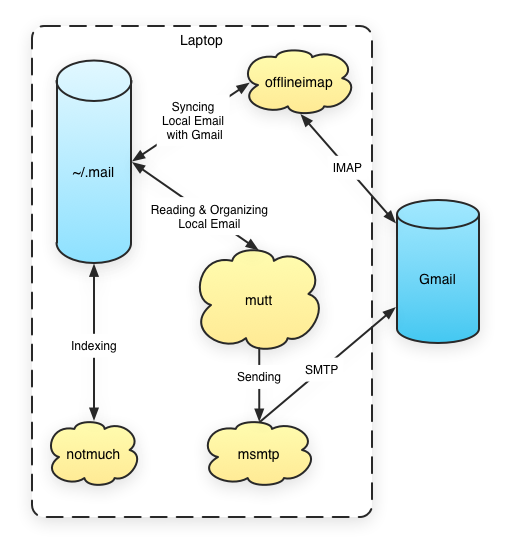 Laptop
offlineimap
Syncing
Local Email
with Gmail
~/.mail
IMAP
Reading & Organizing
Local Email
Gmail
mutt
Indexing
Sending
SMTP
notmuch
msmtp